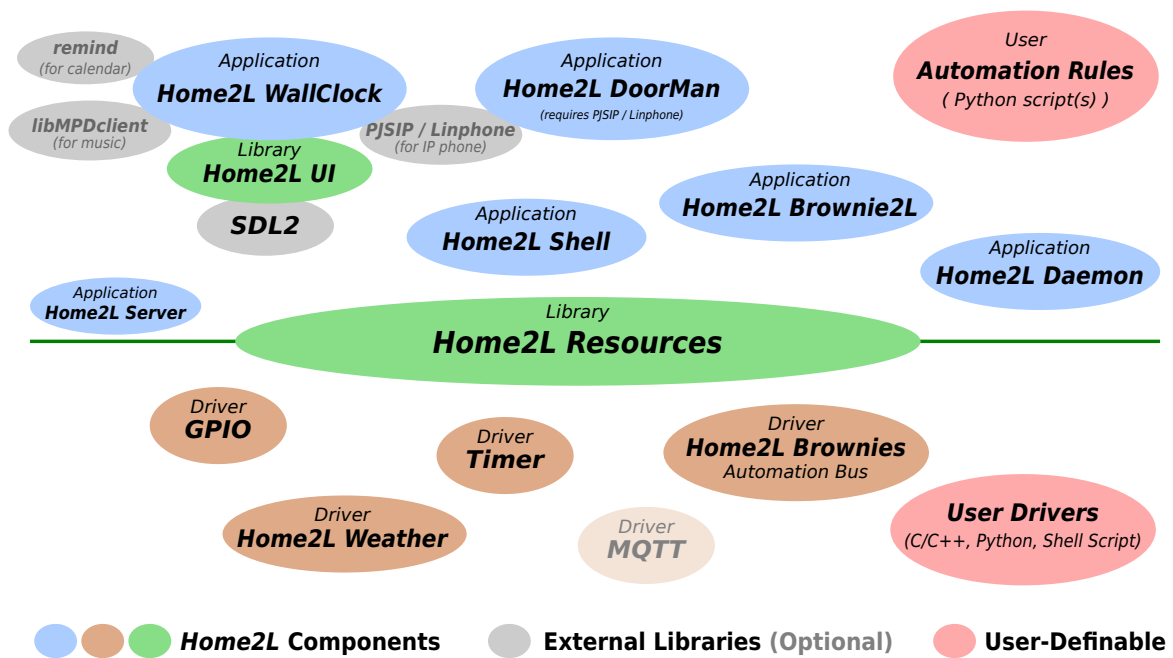 remind
(for calendar)
Application
Home2L WallClock
Application
Home2L DoorMan
(requires PJSIP / Linphone)
User
Automation Rules
( Python script(s) )
libMPDclient
(for music)
PJSIP / Linphone
(for IP phone)
Library
Home2L UI
SDL2
Application
Home2L Shell
Application
Home2L Brownie2L
Application
Home2L Daemon
Application
Home2L Server
Library
Home2L Resources
Driver
GPIO
Driver
Timer
Driver
Home2L Brownies
Automation Bus
Driver
Home2L Weather
Driver
MQTT
User Drivers
(C/C++, Python, Shell Script)
Home2L Components
External Libraries (Optional)
User-Definable